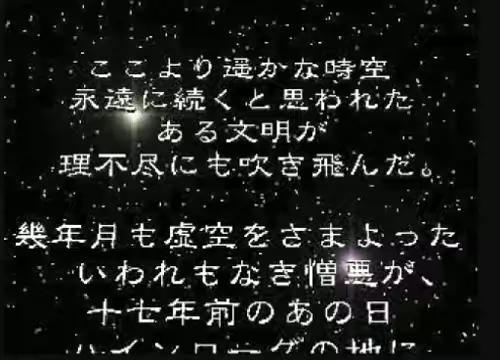 ここより遥かな時空
永遠に続くと思われた
ある文明が
理不尽にも吹き飛んだ。
幾年月も虚空をさまよった
いわれもなき憎悪が、
十七年前のあの日